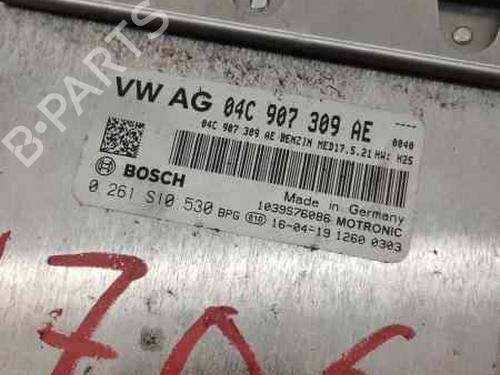 VW AG 04C 907 309 AE
04C 907 309 AE BENZIN MED17.5.21 HW: H25 0040
BOSCH
Made in Germany
1039S76086 MOTRONIC
0 261 S10 530 BPG 810 16-04-19 1260 0303
B-Parts